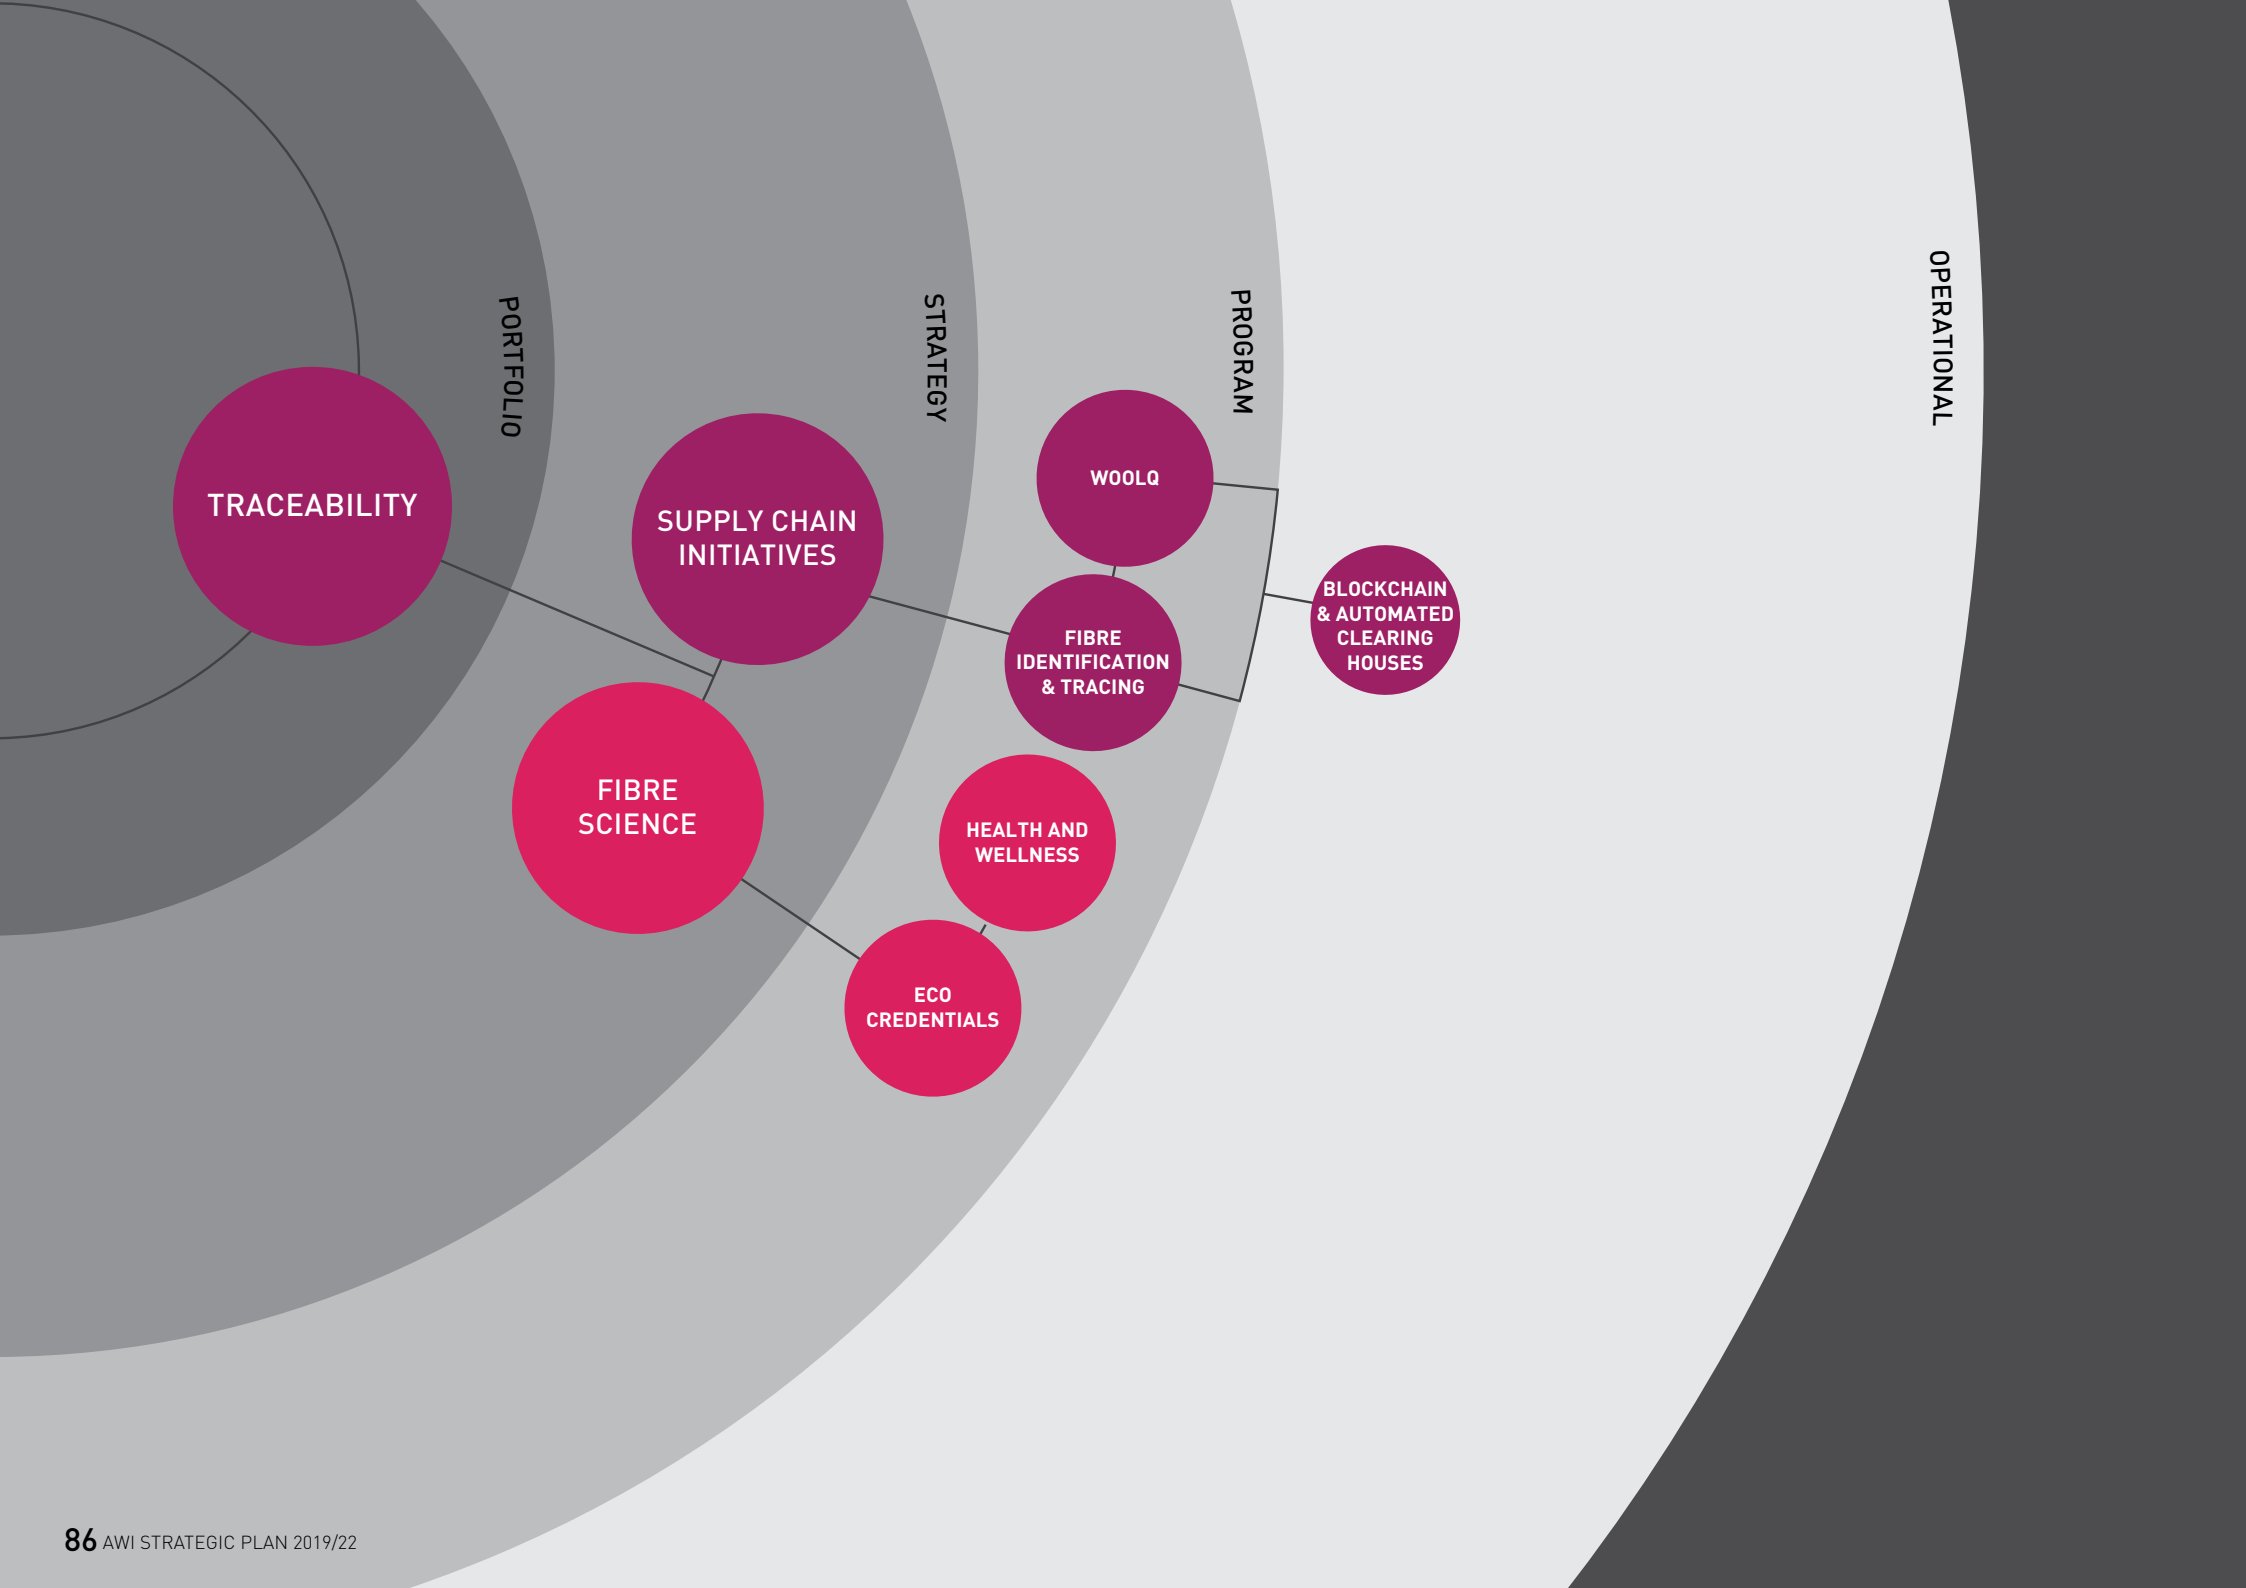 PORTFOLIO
STRATEGY
PROGRAM
OPERATIONAL
TRACEABILITY
SUPPLY CHAIN
INITIATIVES
FIBRE
SCIENCE
WOOLQ
FIBRE
IDENTIFICATION
& TRACING
HEALTH AND
WELLNESS
ECO
CREDENTIALS
BLOCKCHAIN
& AUTOMATED
CLEARING
HOUSES
86 AWI STRATEGIC PLAN 2019/22